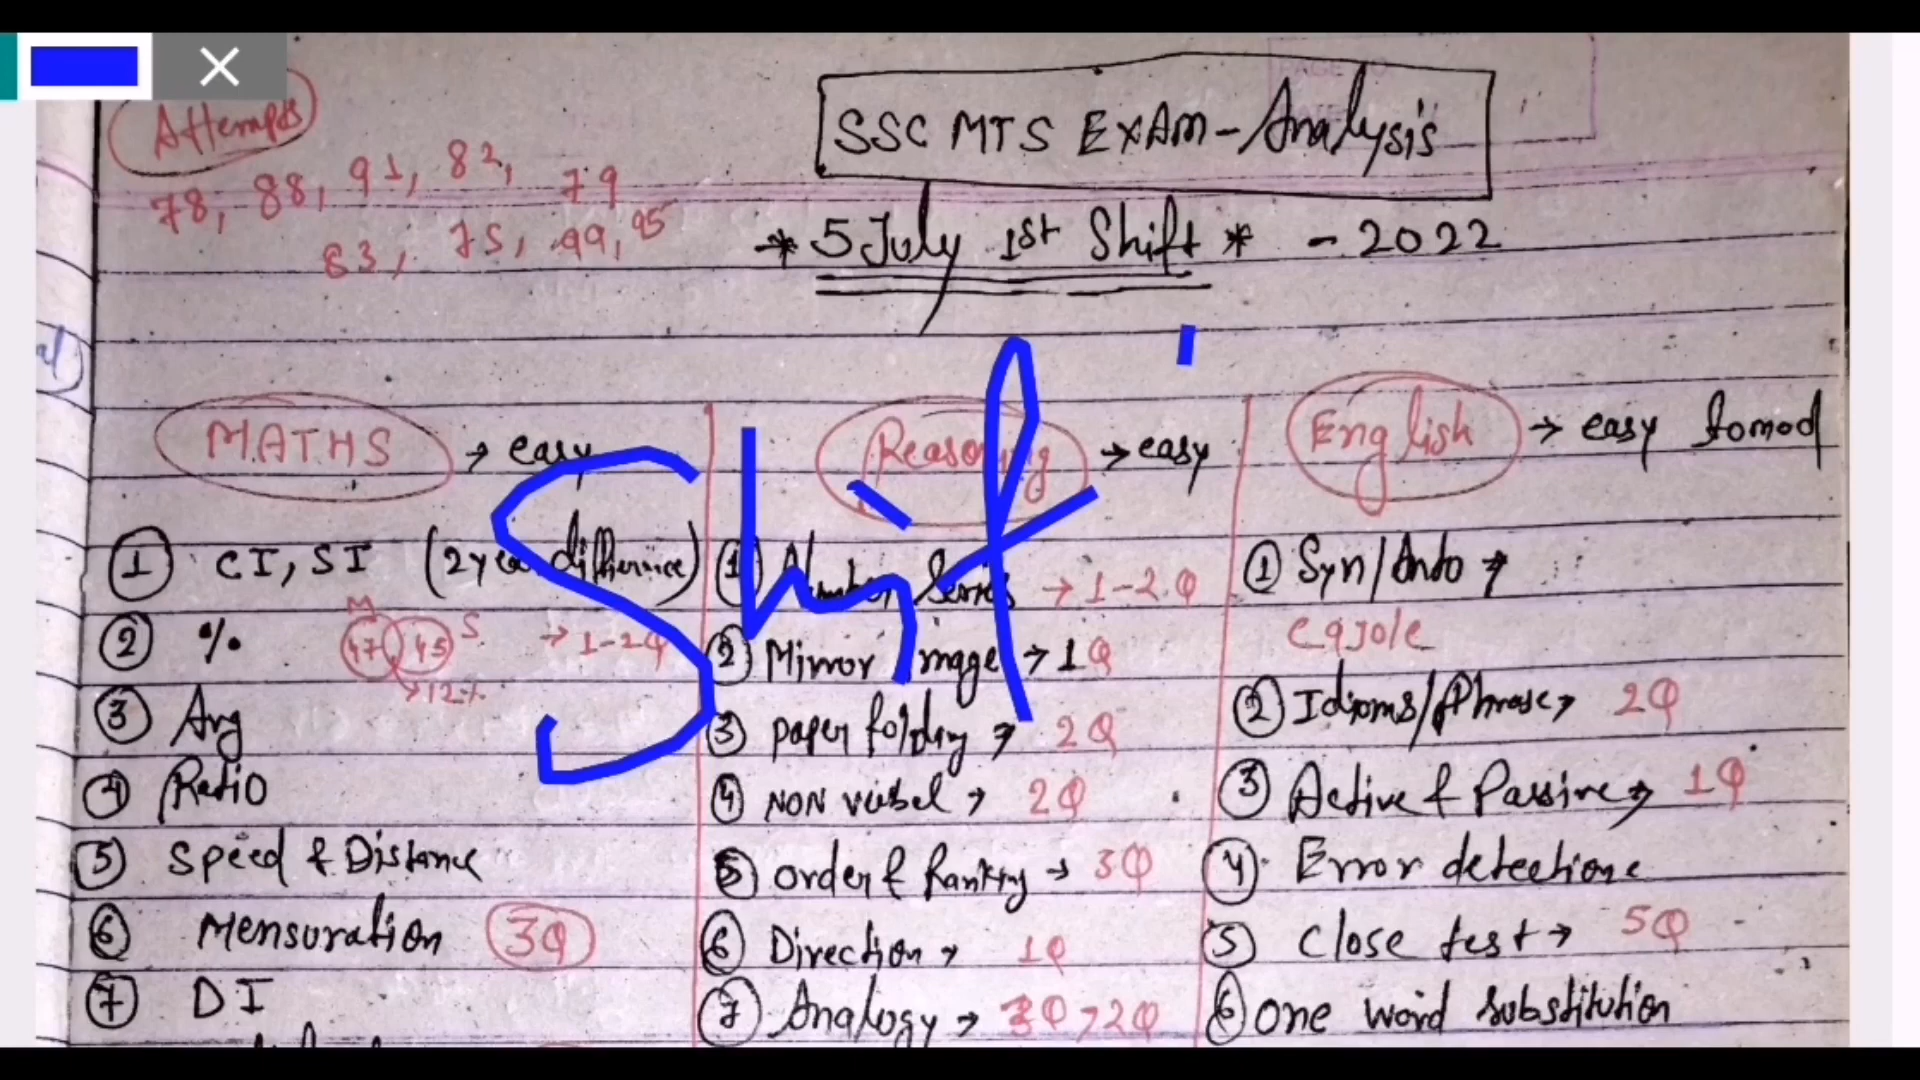 Attempts
78, 88, 91, 82, 79
83, 75, 99, 95
SSC MTS EXAM - Analysis
* 5 July 1st Shift * - 2022
MATHS → easy
① CI, SI (2 year difference)
② % M 47 45 S → 1-2Q
→ 12%
③ Avg
④ Ratio
⑤ Speed & Distance
⑥ Mensuration 3Q
⑦ DI
Reasoning → easy
① Number Series → 1-2Q
② Mirror image → 1Q
③ paper folding → 2Q
④ NON verbal → 2Q
⑤ order & Ranking → 3Q
⑥ Direction → 1Q
⑦ Analogy → 3Q > 2Q
English → easy to mod
① Syn/Anto →
cajole
② Idioms/Phrase → 2Q
③ Active & Passive → 1Q
④ Error detection
⑤ Close test → 5Q
⑥ one word substitution
Shif